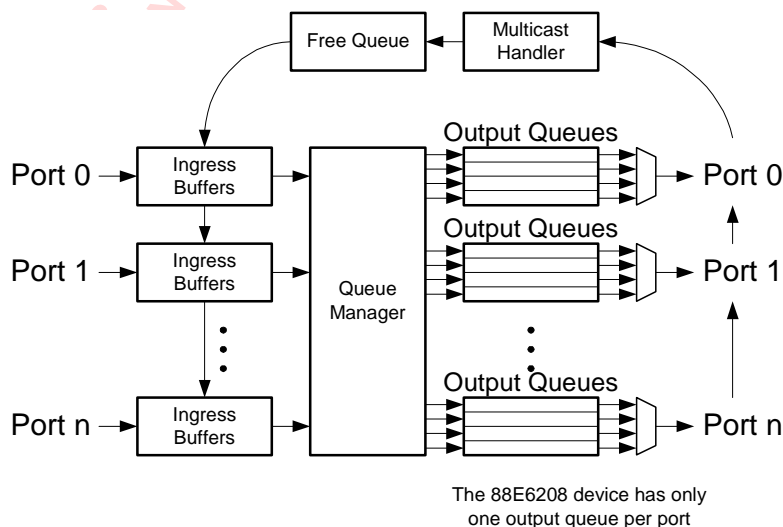 Free Queue
Multicast
Handler
Output Queues
Port 0
Ingress
Buffers
Port 0
Output Queues
Port 1
Ingress
Buffers
Queue
Manager
Port 1
Output Queues
Port n
Ingress
Buffers
Port n
The 88E6208 device has only
one output queue per port